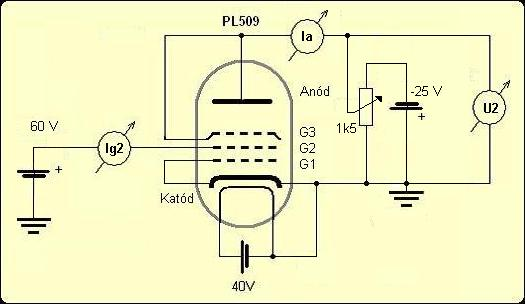 PL509
Ia
Anód
-25 V
U2
60 V
Ig2
+
G3
G2
G1
1k5
+
Katód
40V